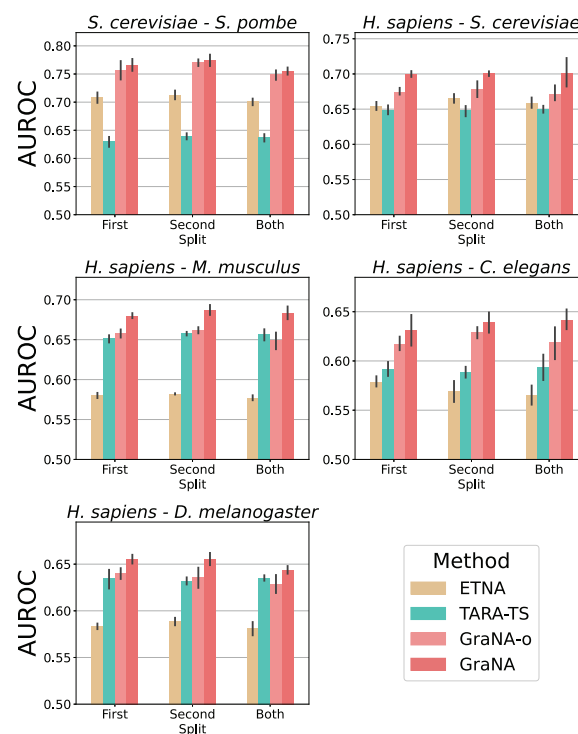 S. cerevisiae - S. pombe
AUROC
0.80
0.75
0.70
0.65
0.60
0.55
0.50
First
Second
Both
Split
H. sapiens - S. cerevisiae
0.75
0.70
0.65
0.60
0.55
0.50
First
Second
Both
Split
H. sapiens - M. musculus
AUROC
0.70
0.65
0.60
0.55
0.50
First
Second
Both
Split
H. sapiens - C. elegans
0.65
0.60
0.55
0.50
First
Second
Both
Split
H. sapiens - D. melanogaster
AUROC
0.65
0.60
0.55
0.50
First
Second
Both
Split
Method
ETNA
TARA-TS
GraNA-o
GraNA